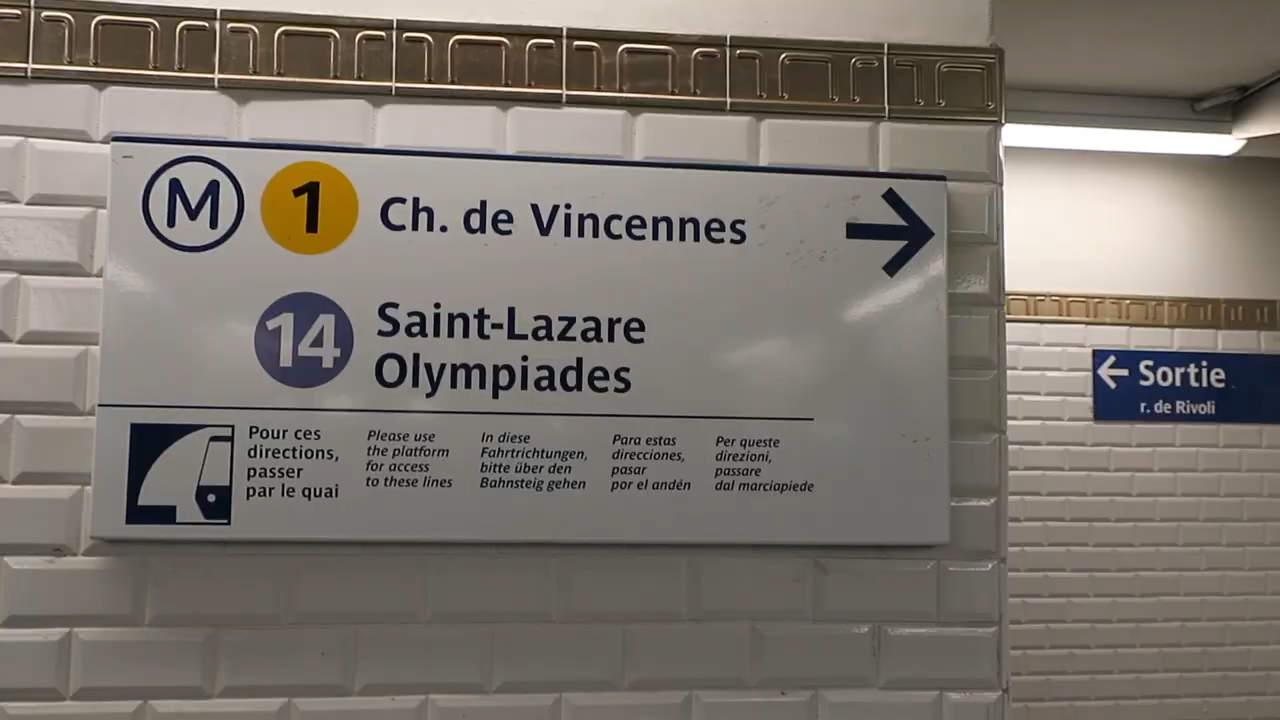 M 1 Ch. de Vincennes
14 Saint-Lazare
Olympiades
Pour ces
directions,
passer
par le quai
Please use
the platform
for access
to these lines
In diese
Fahrtrichtungen,
bitte über den
Bahnsteig gehen
Para estas
direcciones,
pasar
por el andén
Per queste
direzioni,
passare
dal marciapiede
Sortie
r. de Rivoli